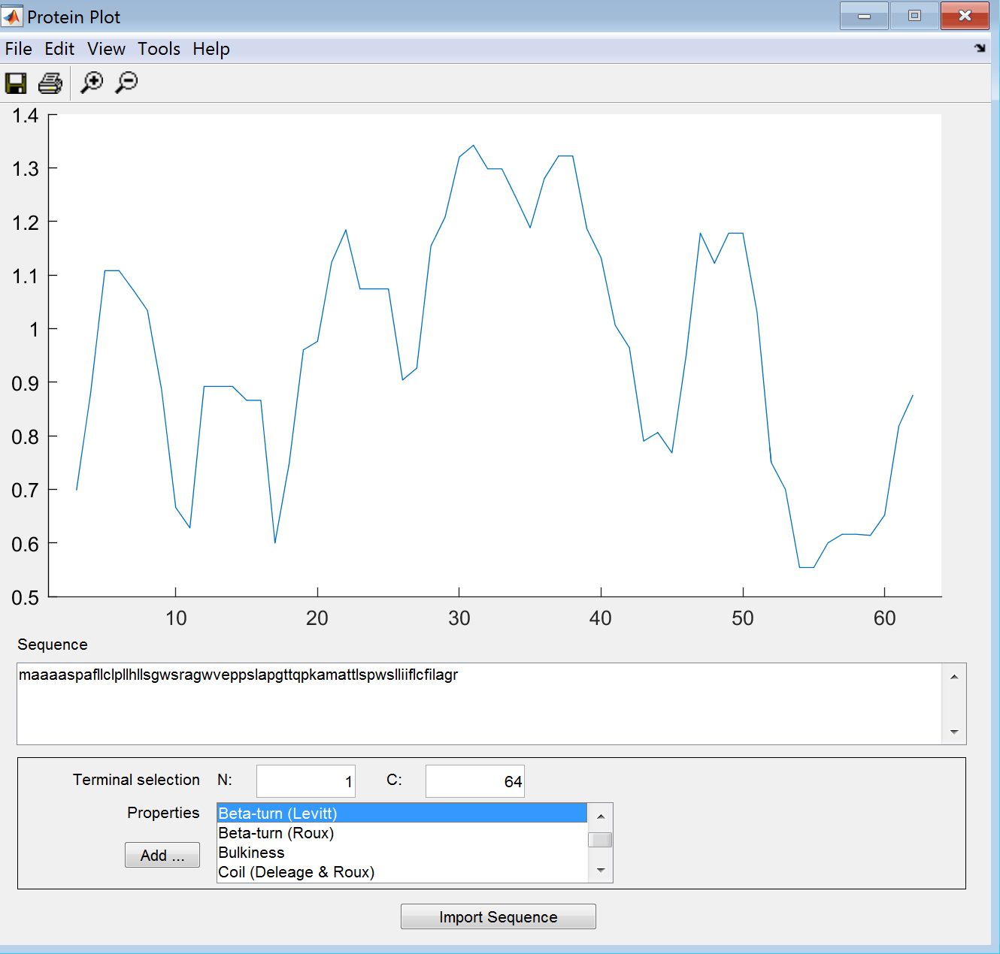 Protein Plot
File Edit View Tools Help
1.4
1.3
1.2
1.1
1
0.9
0.8
0.7
0.6
0.5
10 20 30 40 50 60
Sequence
maaaaspafllclpllhllsgwsragwveppslapgttqpkamattlspwslliiflcfilagr
Terminal selection N: 1 C: 64
Properties
Beta-turn (Levitt)
Beta-turn (Roux)
Add ...
Bulkiness
Coil (Deleage & Roux)
Import Sequence